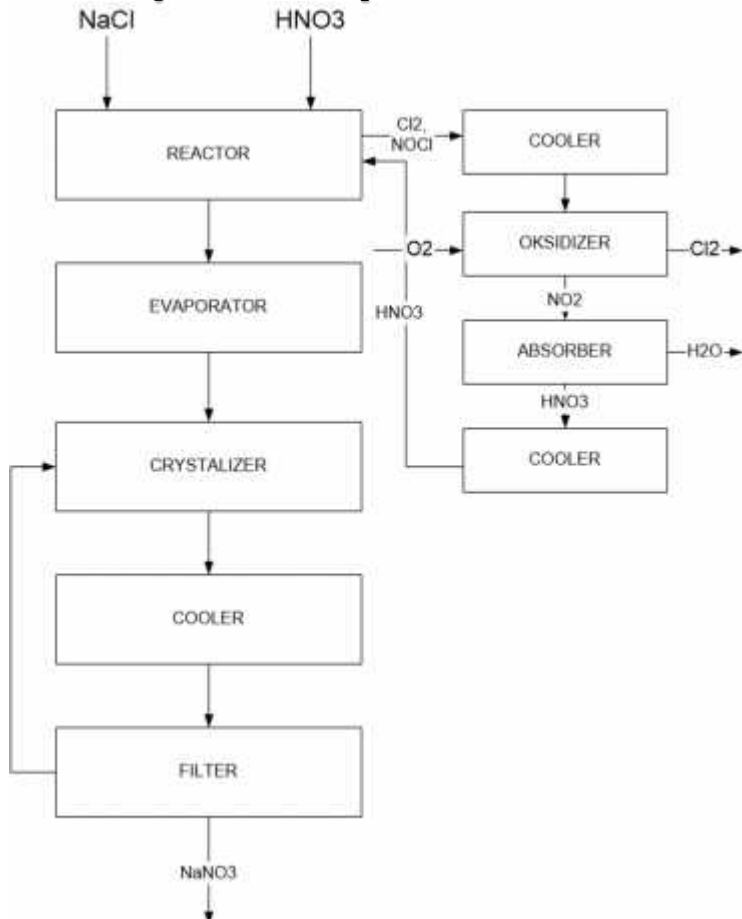 NaCl
HNO3
REACTOR
Cl2,
NOCl
COOLER
O2
OKSIDIZER
Cl2
EVAPORATOR
HNO3
NO2
ABSORBER
H2O
HNO3
CRYSTALIZER
COOLER
COOLER
FILTER
NaNO3